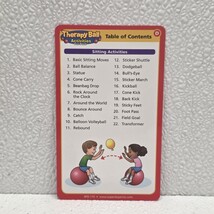 Therapy Ball
Activities
Table of Contents
Sitting Activities
1. Basic Sitting Moves
2. Ball Balance
3. Statue
4. Cone Carry
5. Beanbag Drop
6. Rock Around
the Clock
7. Around the World
8. Bounce Around
9. Catch
10. Balloon Volleyball
11. Rebound
12. Sticker Shuffle
13. Dodgeball
14. Bull's-Eye
15. Sticker March
16. Kickball
17. Cone Kick
18. Back Kick
19. Sticky Feet
20. Foot Pass
21. Field Goal
22. Transformer